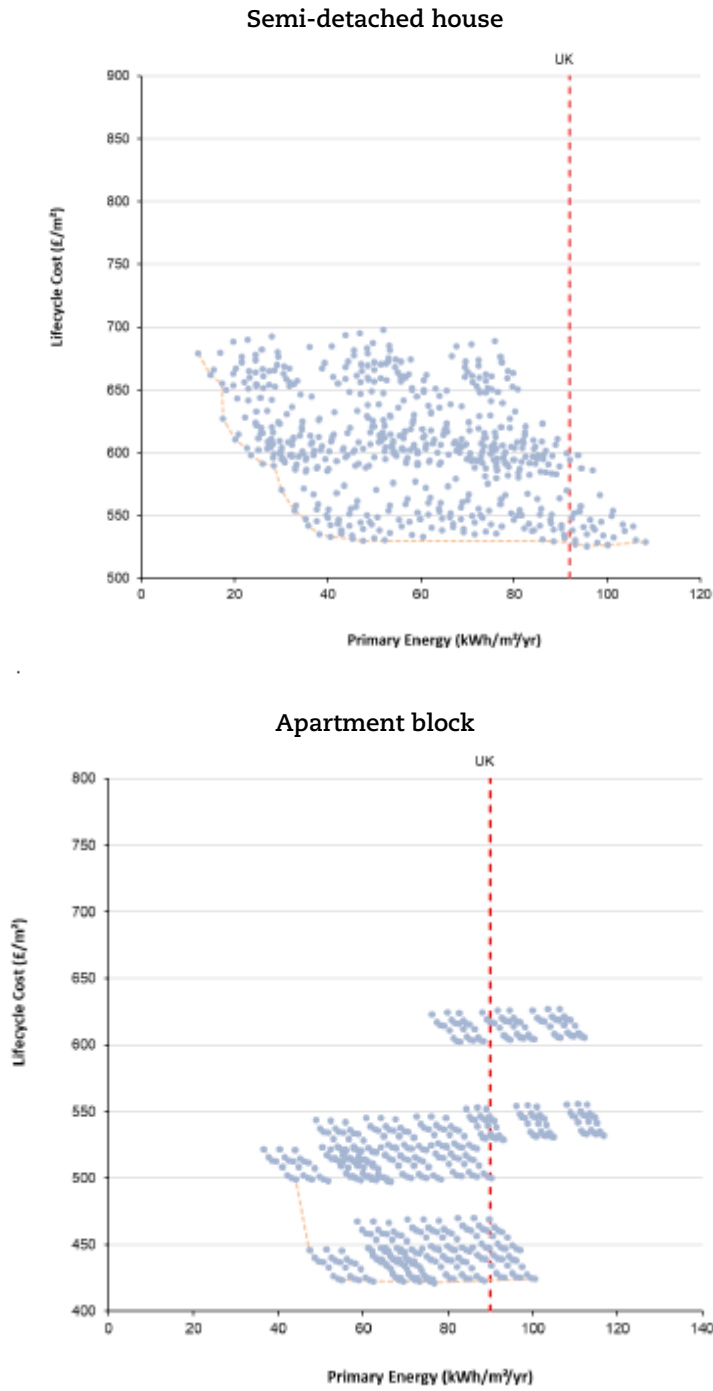 Semi-detached house
UK
900
850
800
750
700
650
600
550
500
0 20 40 60 80 100 120
Lifecycle Cost (£/m²)
Primary Energy (kWh/m²/yr)
.
Apartment block
UK
800
750
700
650
600
550
500
450
400
0 20 40 60 80 100 120 140
Lifecycle Cost (£/m²)
Primary Energy (kWh/m²/yr)